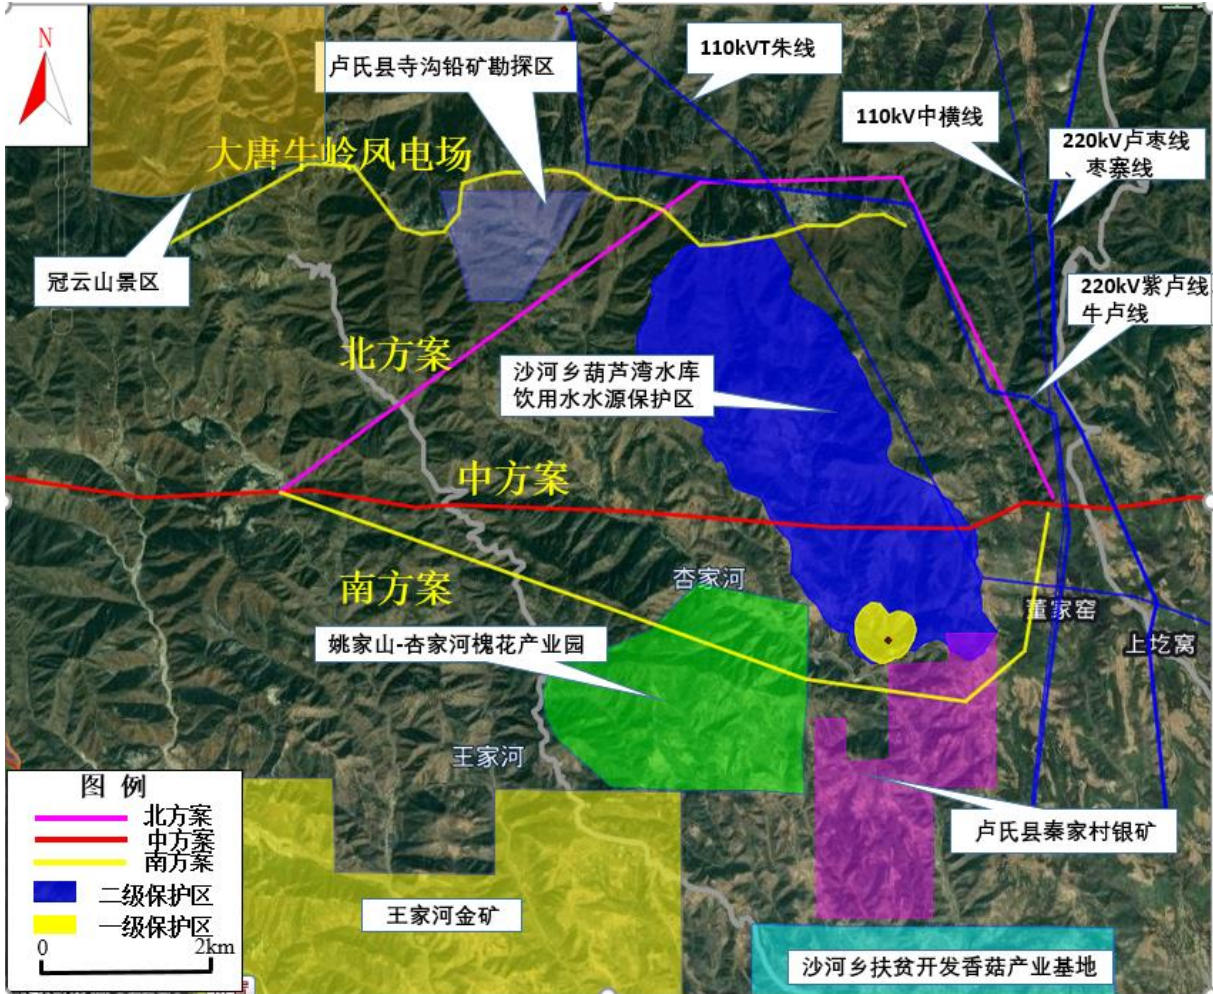 N
卢氏县寺沟铅矿勘探区
110kVT朱线
110kV中横线
220kV卢枣线
、枣寨线
大唐牛岭风电场
冠云山景区
220kV紫卢线
牛卢线
北方案
沙河乡葫芦湾水库
饮用水水源保护区
中方案
杏家河
南方案
董家窑
姚家山-杏家河槐花产业园
上圪窝
王家河
图 例
北方案
中方案
南方案
二级保护区
一级保护区
0
2km
卢氏县秦家村银矿
王家河金矿
沙河乡扶贫开发香菇产业基地